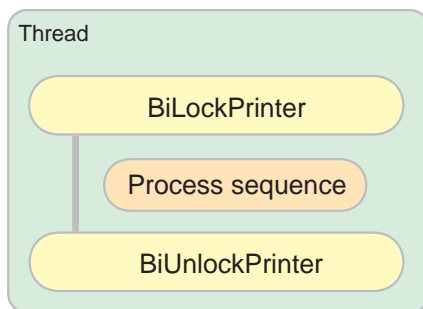 Thread
BiLockPrinter
Process sequence
BiUnlockPrinter